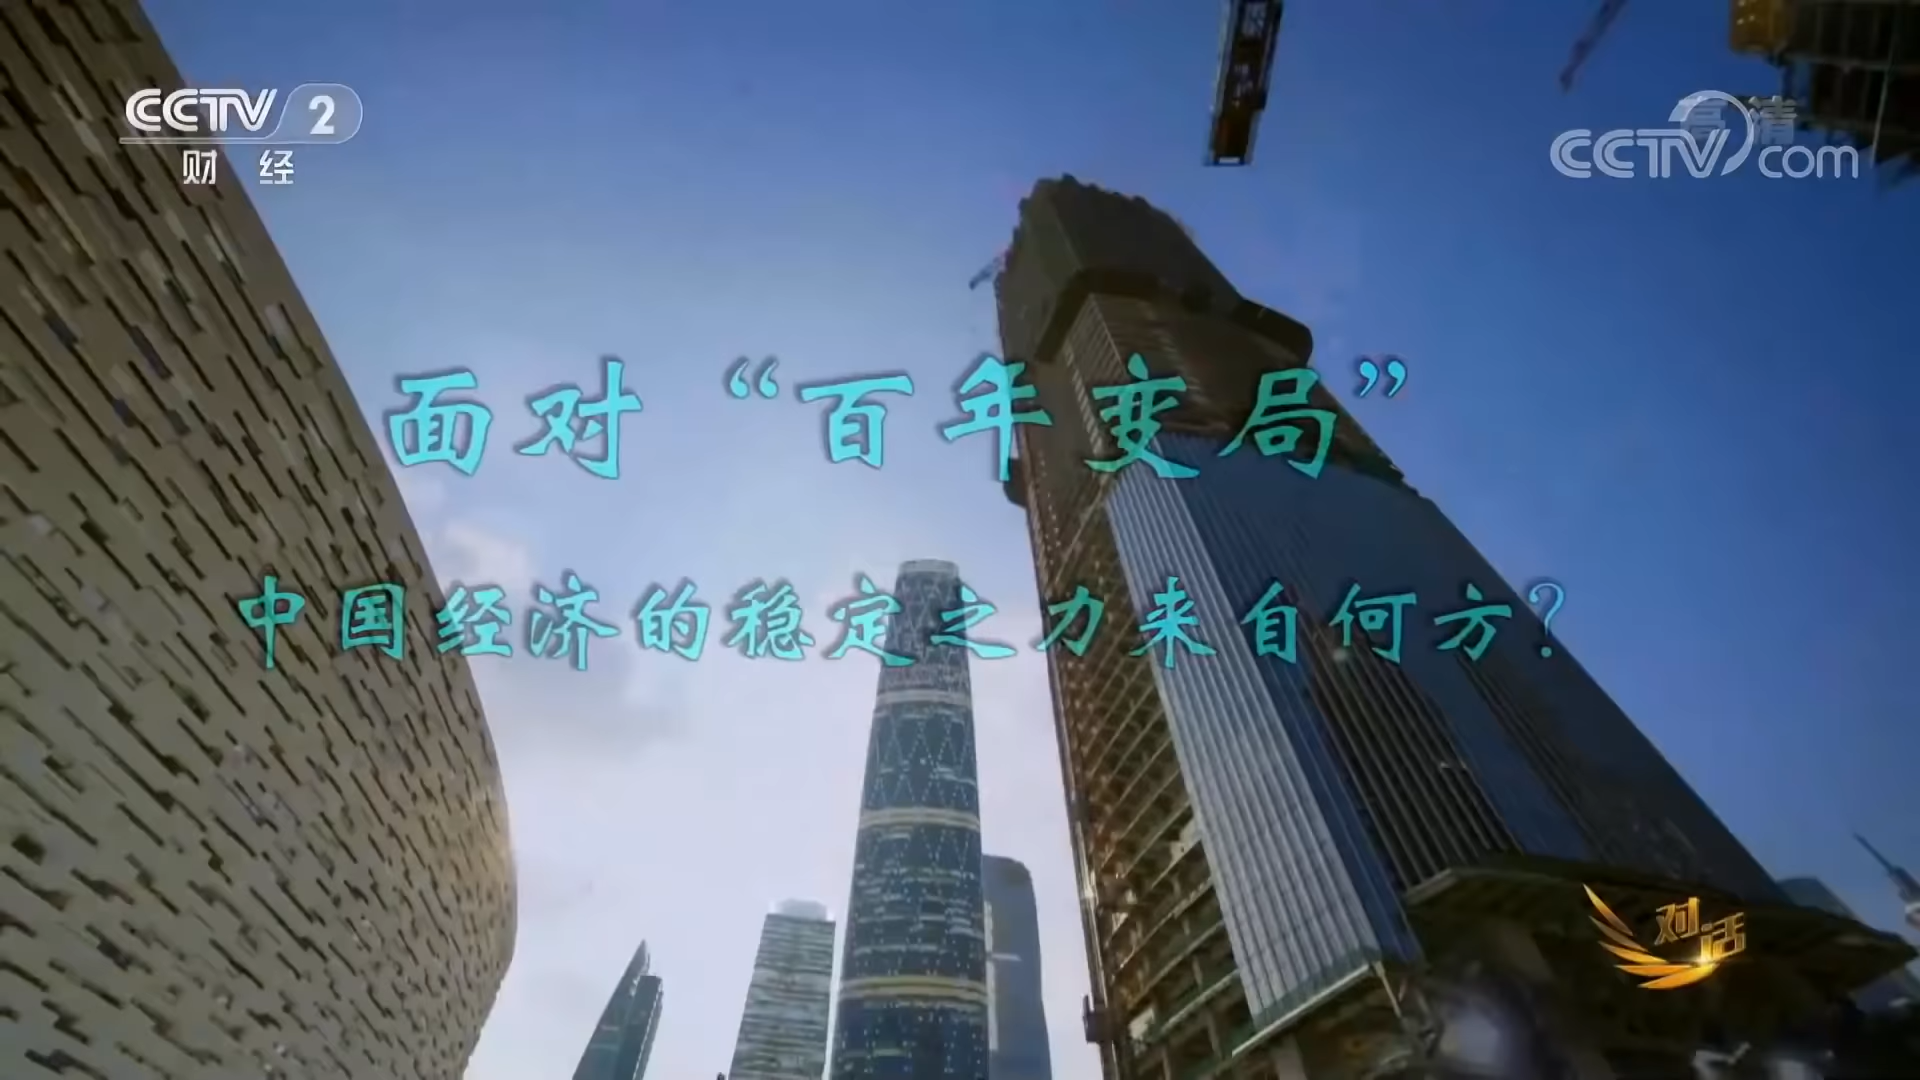 CCTV 2
财 经
高清
CCTV com
面对“百年变局”
中国经济的稳定之力来自何方?
对话